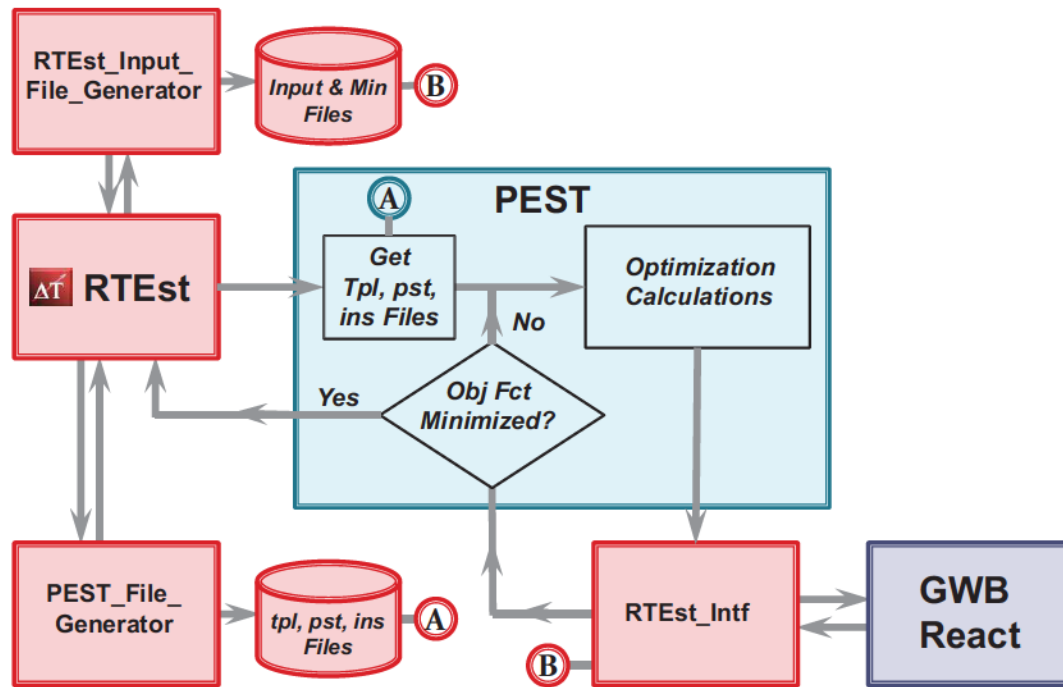 RTEst_Input_
File_Generator
Input & Min
Files
B
A
PEST
Get
Tpl, pst,
ins Files
Optimization
Calculations
ΔT
RTEst
No
Yes
Obj Fct
Minimized?
PEST_File_
Generator
tpl, pst, ins
Files
A
RTEst_Intf
B
GWB
React